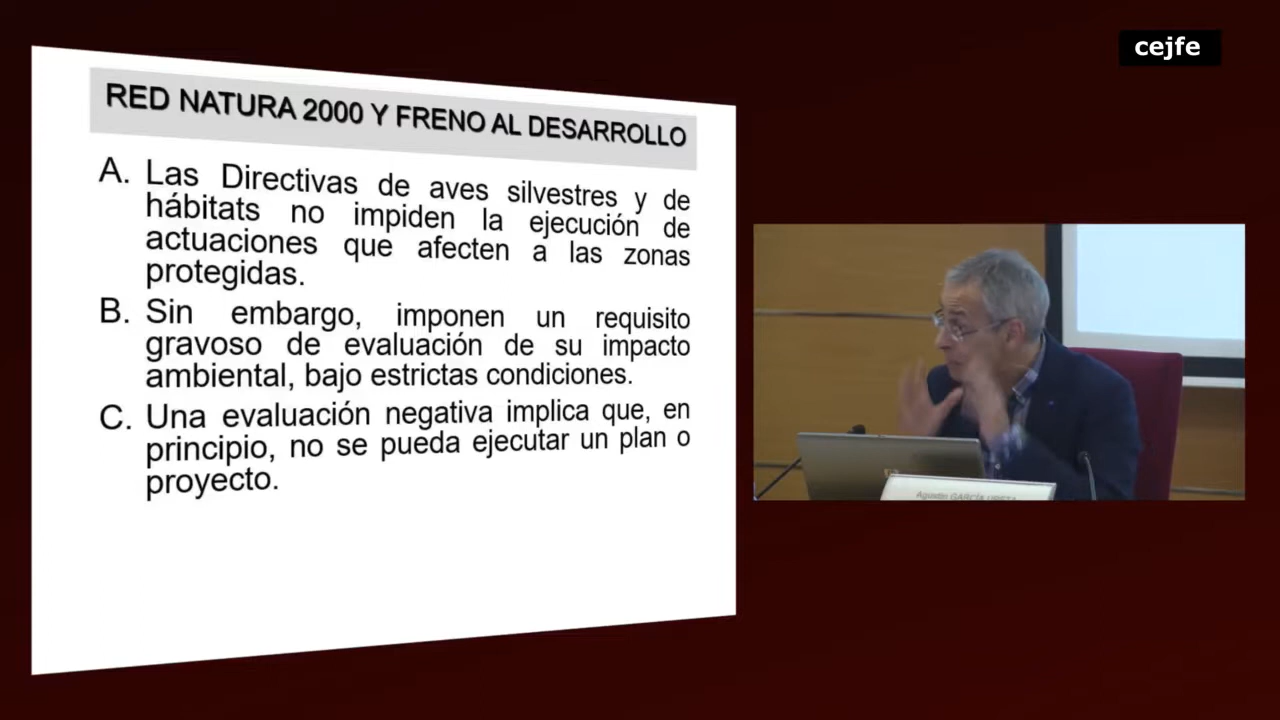 cejfe
RED NATURA 2000 Y FRENO AL DESARROLLO
A. Las Directivas de aves silvestres y de
hábitats no impiden la ejecución de
actuaciones que afecten a las zonas
protegidas.
B. Sin embargo, imponen un requisito
gravoso de evaluación de su impacto
ambiental, bajo estrictas condiciones.
C. Una evaluación negativa implica que, en
principio, no se pueda ejecutar un plan o
proyecto.
Agustín GARCÍA